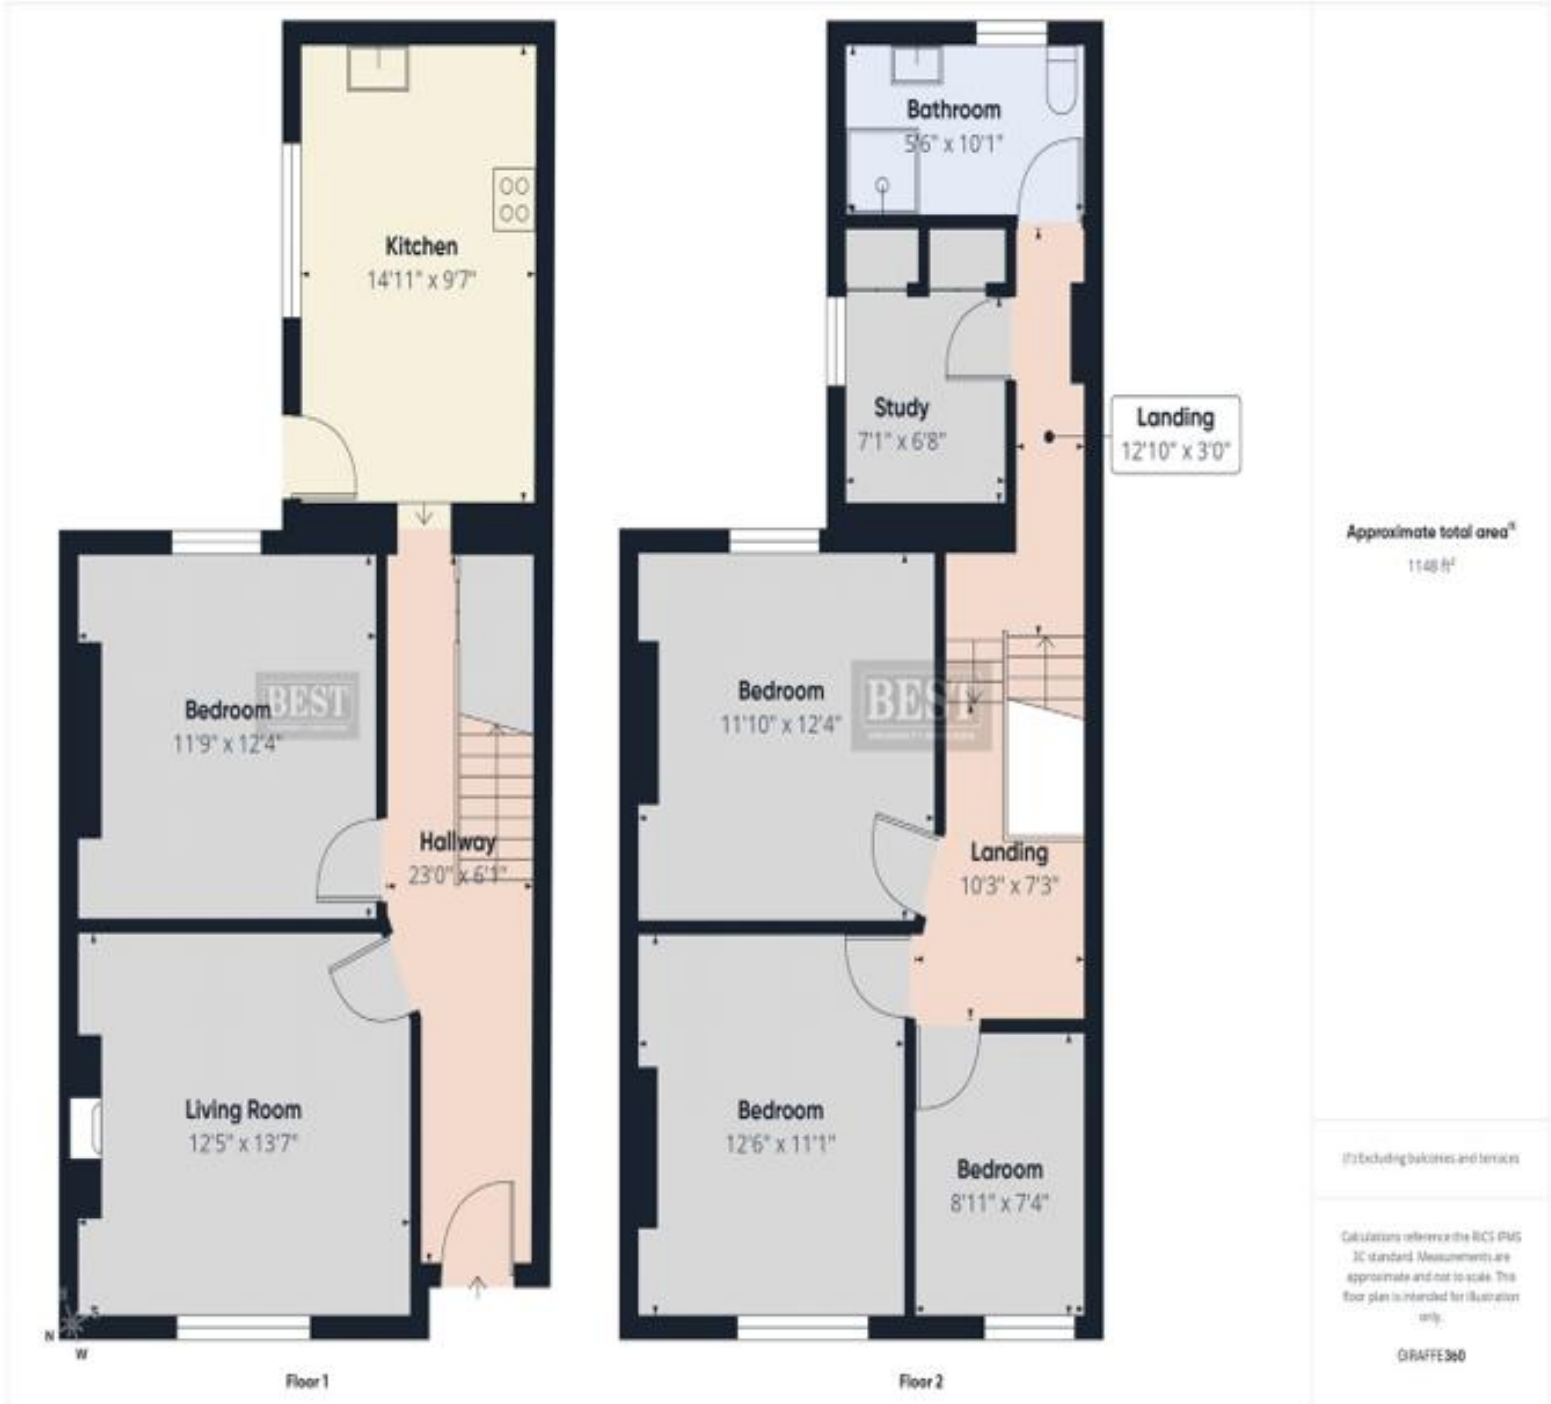 Kitchen
14'11" x 9'7"
Bedroom
11'9" x 12'4"
BEST
Hallway
23'0" x 6'1"
Living Room
12'5" x 13'7"
N
W
Floor 1
Bathroom
5'6" x 10'1"
Study
7'1" x 6'8"
Landing
12'10" x 3'0"
Bedroom
11'10" x 12'4"
BEST
Landing
10'3" x 7'3"
Bedroom
12'6" x 11'1"
Bedroom
8'11" x 7'4"
Floor 2
Approximate total area(1)
1148 ft²
(1) Excluding balconies and terraces
Calculations reference the RICS IPMS
3C standard. Measurements are
approximate and not to scale. This
floor plan is intended for illustration
only.
GIRAFFE360